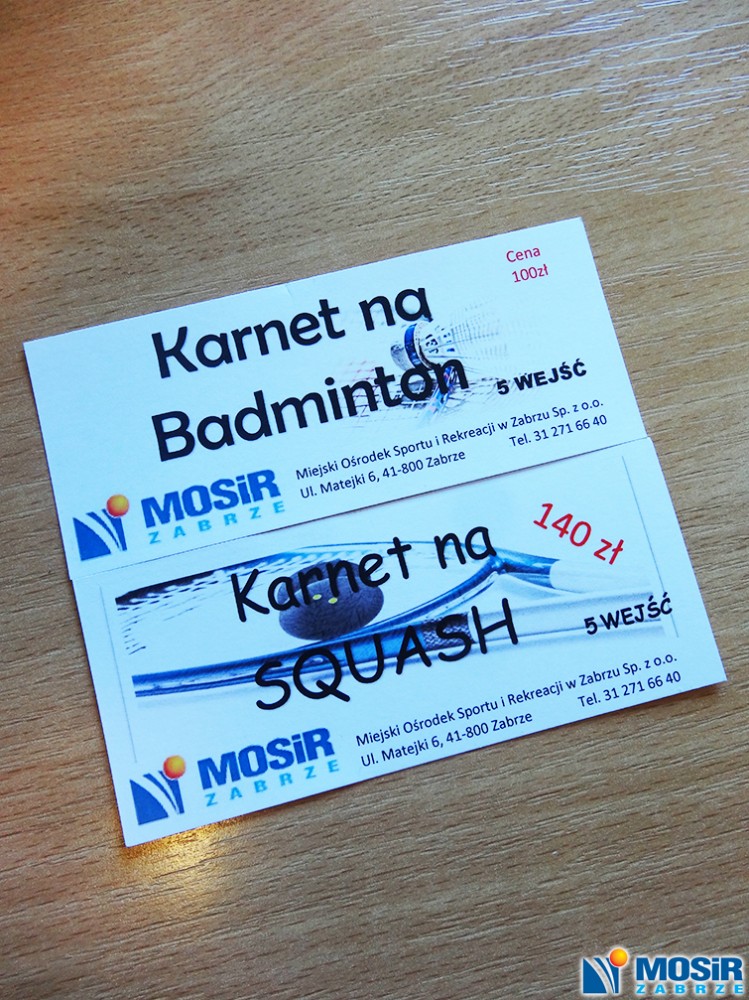 Cena
100zł
Karnet na
Badminton
5 WEJŚĆ
Miejski Ośrodek Sportu i Rekreacji w Zabrzu Sp. z o.o.
Ul. Matejki 6, 41-800 Zabrze Tel. 31 271 66 40
MOSiR
ZABRZE
140 zł
Karnet na
SQUASH
5 WEJŚĆ
Miejski Ośrodek Sportu i Rekreacji w Zabrzu Sp. z o.o.
Ul. Matejki 6, 41-800 Zabrze Tel. 31 271 66 40
MOSiR
ZABRZE
MOSiR
ZABRZE